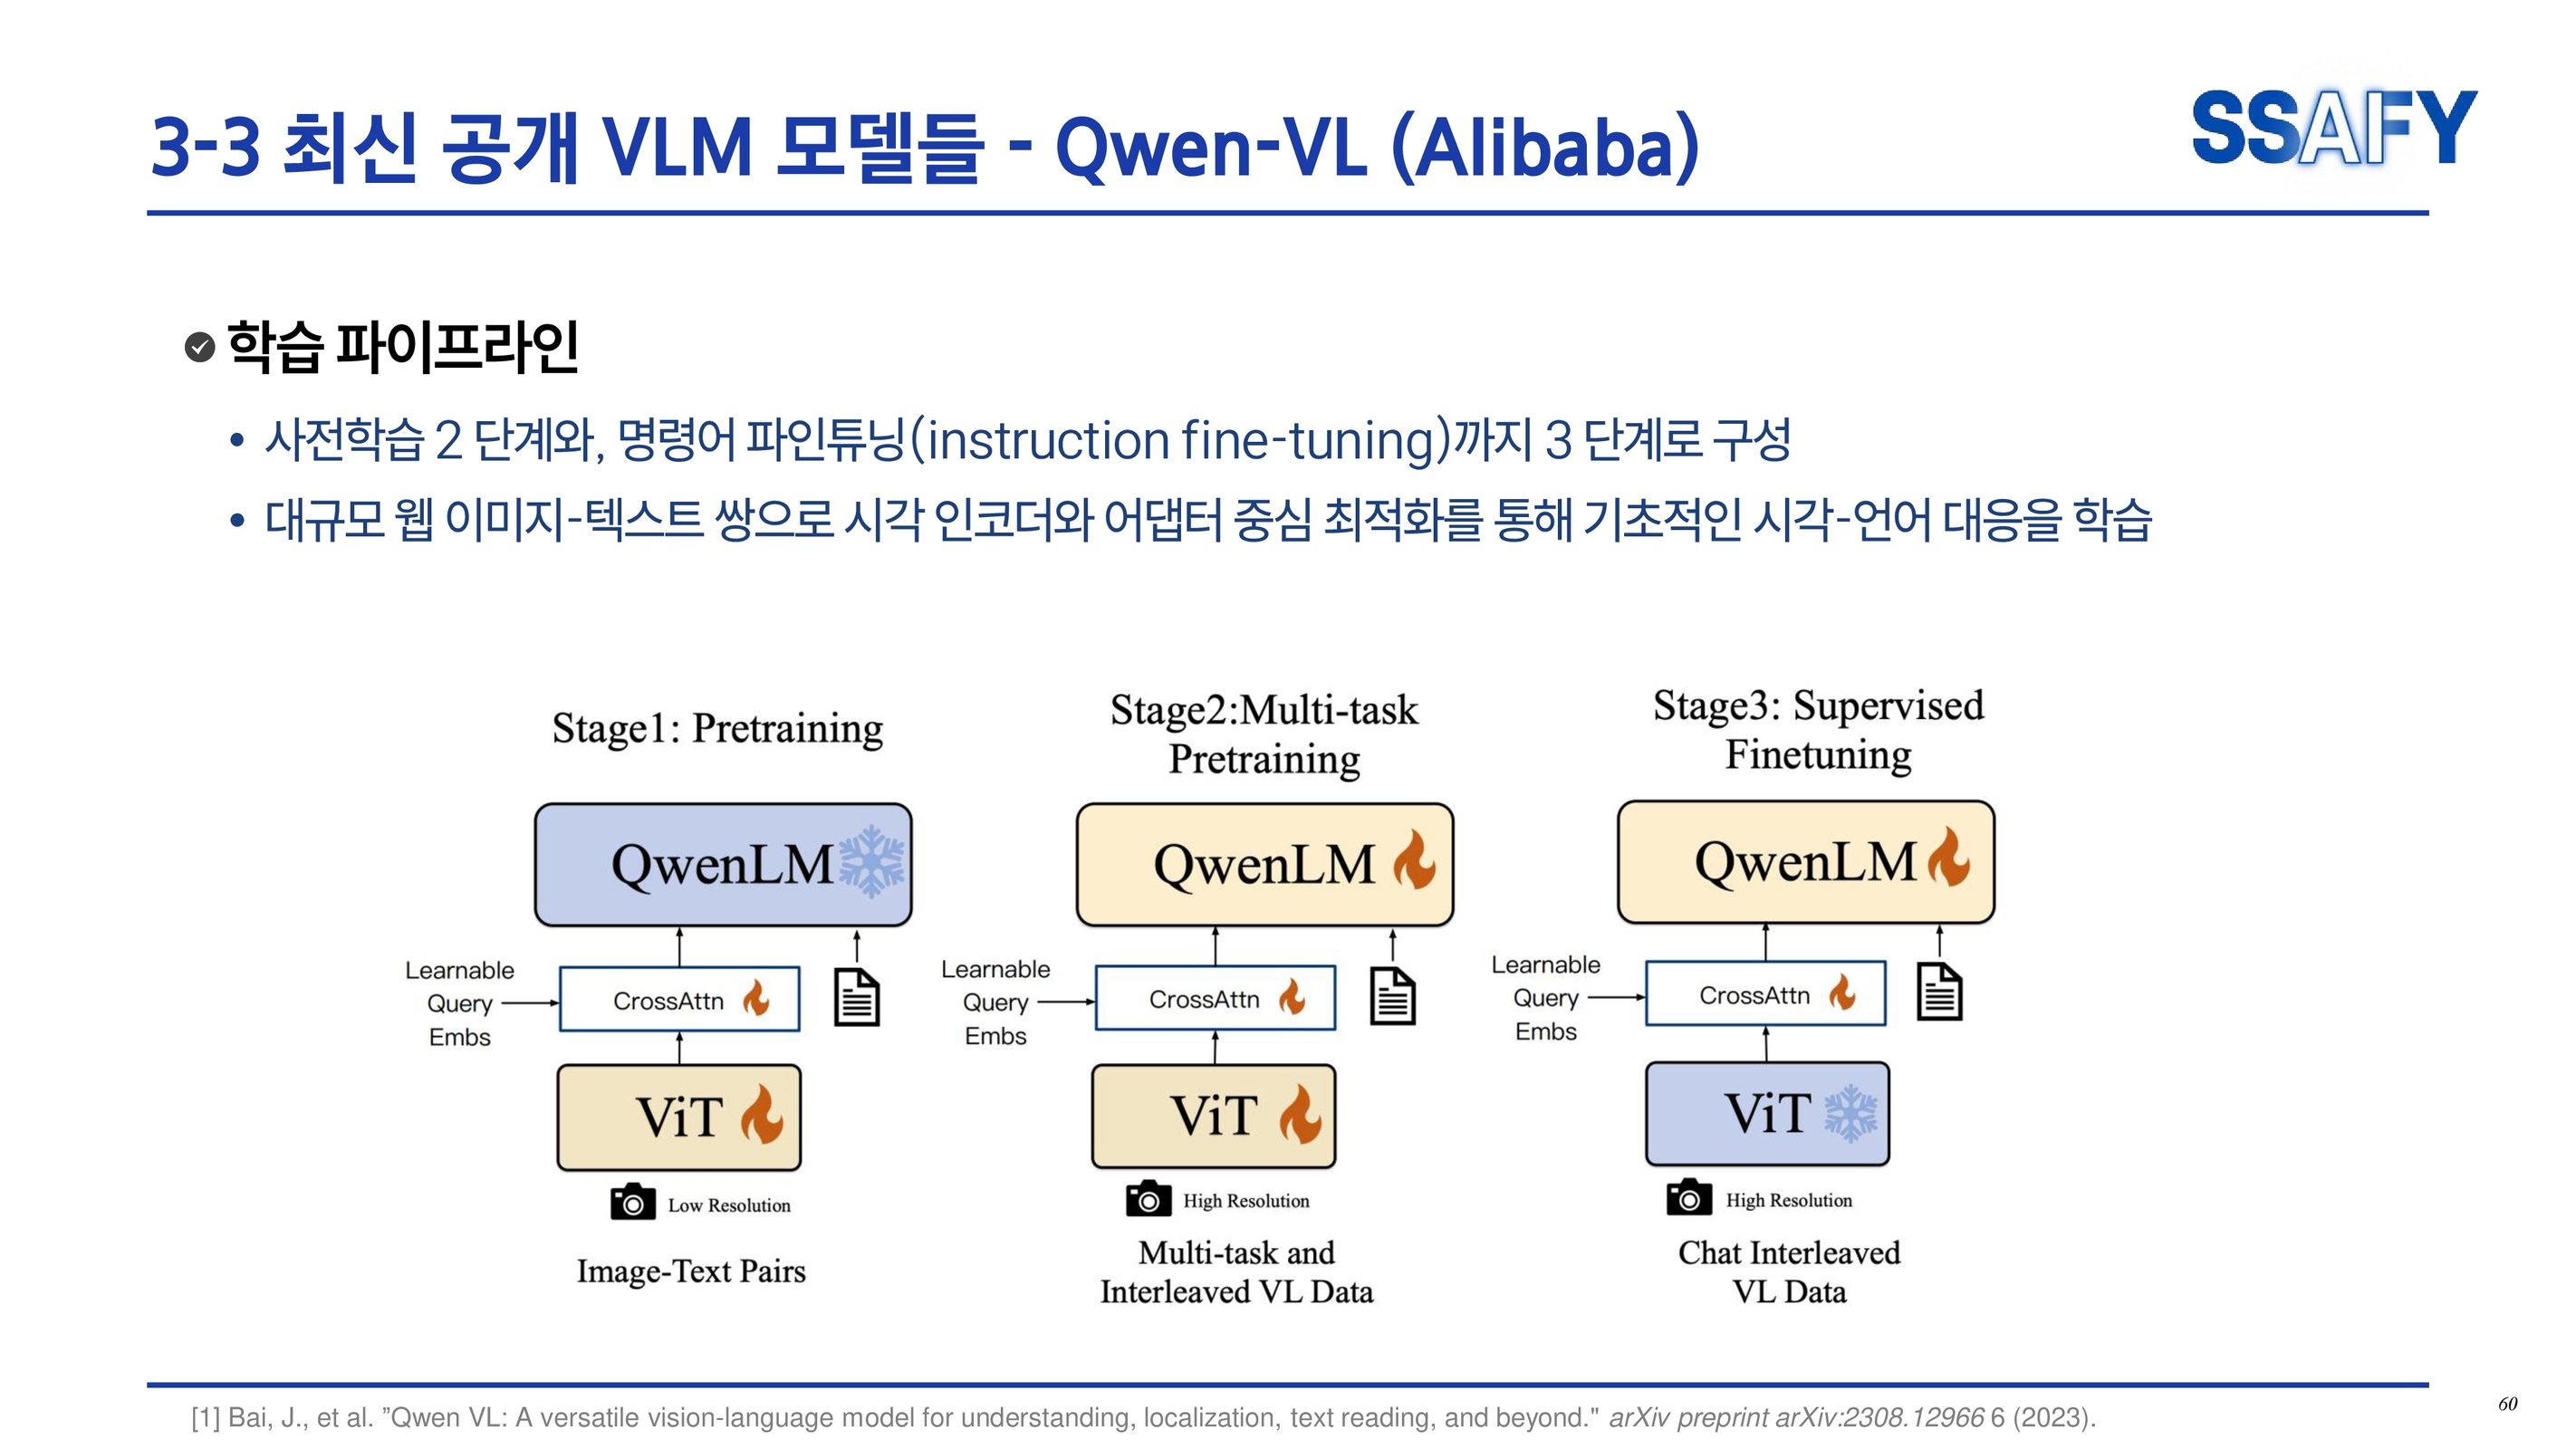 3-3 최신 공개 VLM 모델들 - Qwen-VL (Alibaba)
SSAFY
학습 파이프라인
• 사전학습 2 단계와, 명령어 파인튜닝(instruction fine-tuning)까지 3 단계로 구성
• 대규모 웹 이미지-텍스트 쌍으로 시각 인코더와 어댑터 중심 최적화를 통해 기초적인 시각-언어 대응을 학습
Stage1: Pretraining
QwenLM
Learnable
Query
Embs
CrossAttn
ViT
Low Resolution
Image-Text Pairs
Stage2:Multi-task
Pretraining
QwenLM
Learnable
Query
Embs
CrossAttn
ViT
High Resolution
Multi-task and
Interleaved VL Data
Stage3: Supervised
Finetuning
QwenLM
Learnable
Query
Embs
CrossAttn
ViT
High Resolution
Chat Interleaved
VL Data
[1] Bai, J., et al. ”Qwen VL: A versatile vision-language model for understanding, localization, text reading, and beyond." arXiv preprint arXiv:2308.12966 6 (2023).
60